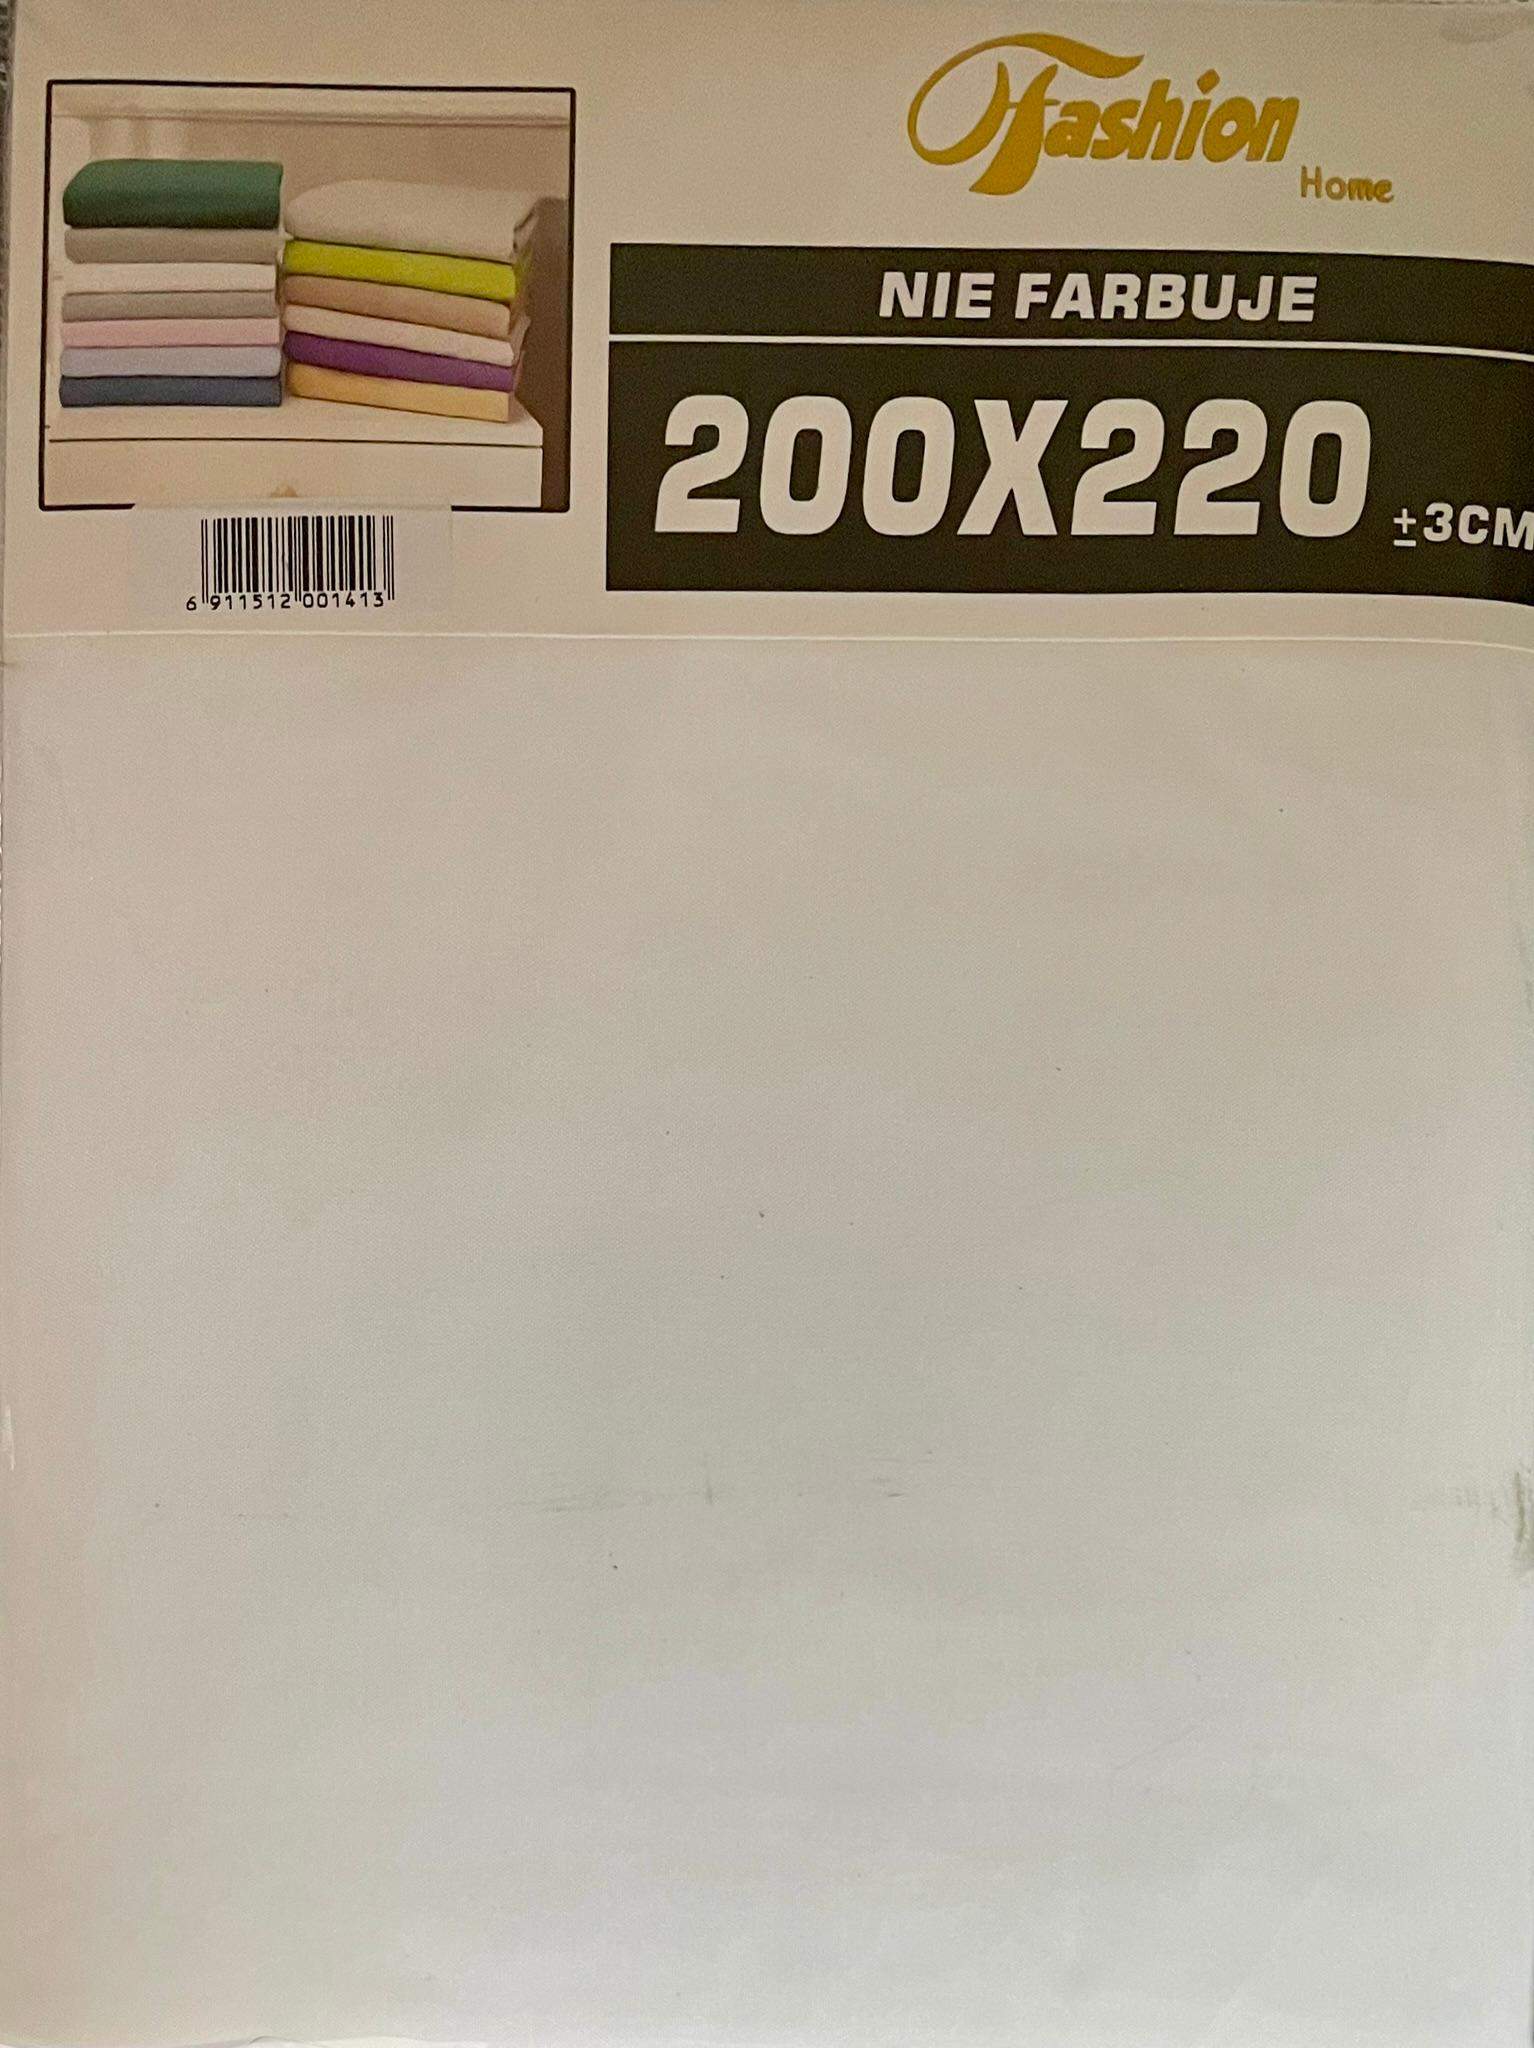 Fashion
Home
NIE FARBUJE
200X220 ±3CM
6 911512 001413